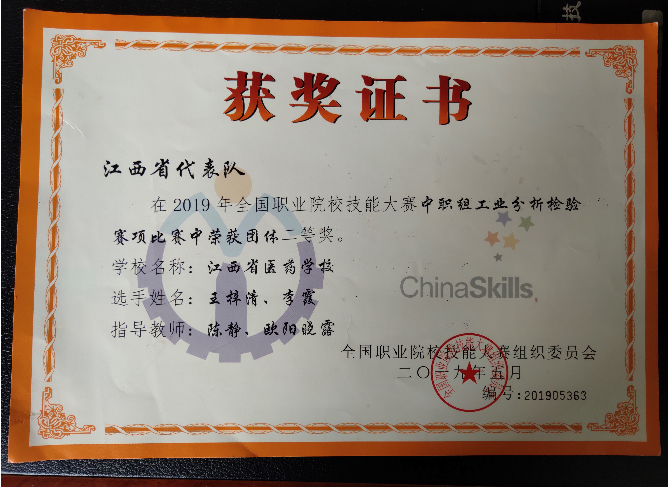 技
获奖证书
江西省代表队
在2019年全国职业院校技能大赛中职组工业分析检验
赛项比赛中荣获团体二等奖。
学校名称：江西省医药学校
ChinaSkills
选手姓名：王梓清、李霞
指导教师：陈静、欧阳晓露
全国职业院校技能大赛组织委员会
二〇一九年五月
编号:201905363